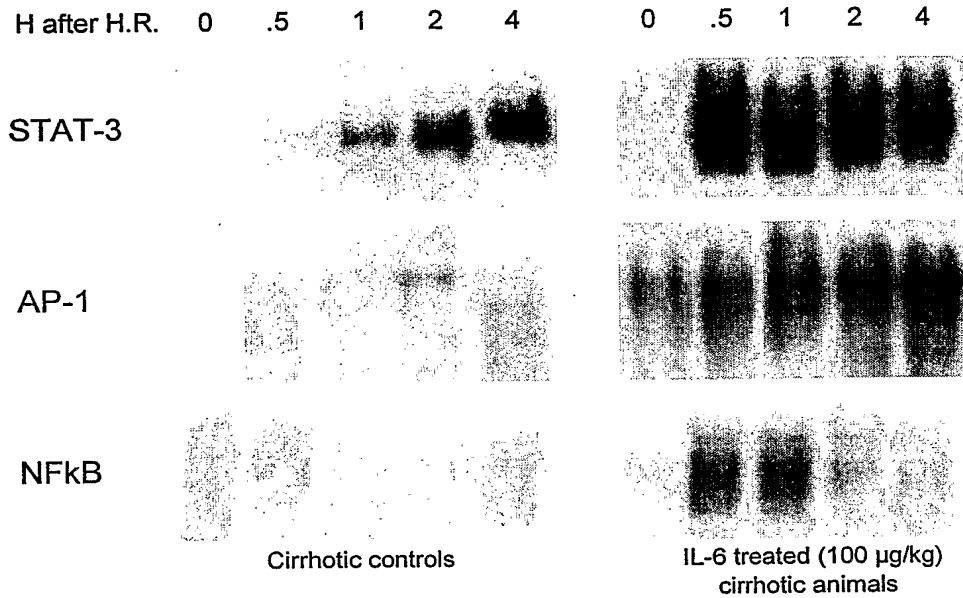 H after H.R. 0 .5 1 2 4 0 .5 1 2 4
STAT-3
AP-1
NFkB
Cirrhotic controls
IL-6 treated (100 µg/kg)
cirrhotic animals